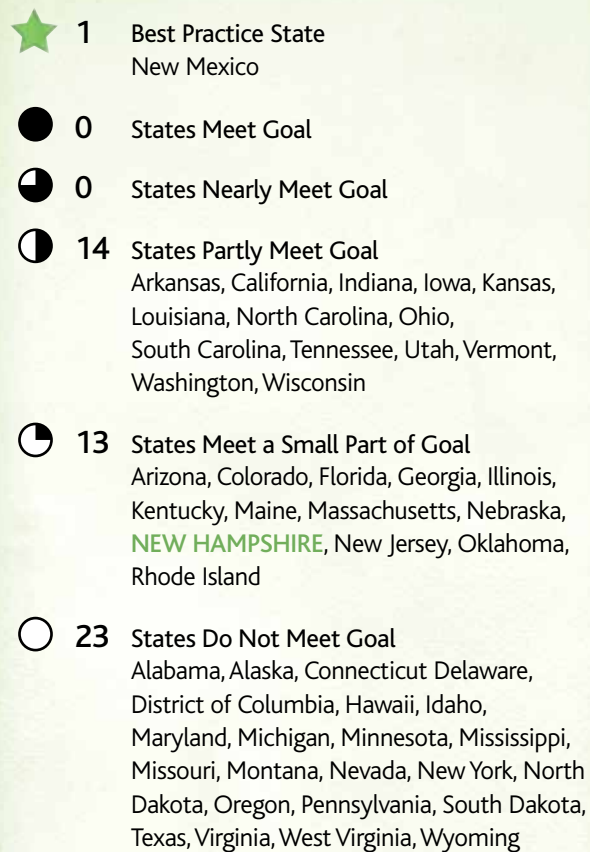 1 Best Practice State
New Mexico
0 States Meet Goal
0 States Nearly Meet Goal
14 States Partly Meet Goal
Arkansas, California, Indiana, Iowa, Kansas,
Louisiana, North Carolina, Ohio,
South Carolina, Tennessee, Utah, Vermont,
Washington, Wisconsin
13 States Meet a Small Part of Goal
Arizona, Colorado, Florida, Georgia, Illinois,
Kentucky, Maine, Massachusetts, Nebraska,
NEW HAMPSHIRE, New Jersey, Oklahoma,
Rhode Island
23 States Do Not Meet Goal
Alabama, Alaska, Connecticut Delaware,
District of Columbia, Hawaii, Idaho,
Maryland, Michigan, Minnesota, Mississippi,
Missouri, Montana, Nevada, New York, North
Dakota, Oregon, Pennsylvania, South Dakota,
Texas, Virginia, West Virginia, Wyoming